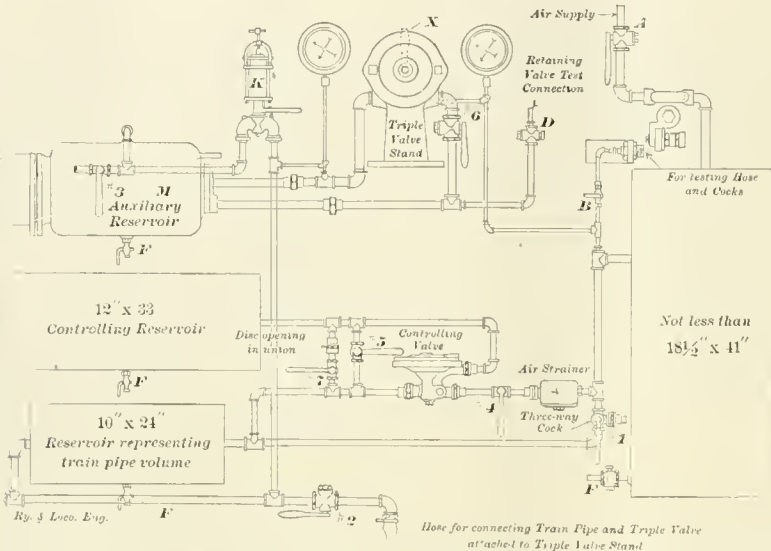 Air Supply
A
X
K
Retaining
Valve Test
Connection
6
D
Triple
Valve
Stand
For testing Hose
and Cocks
B
3 M
Auxiliary
Reservoir
F
12" x 33
Controlling Reservoir
Disc opening
in union
Controlling
Valve
5
Not less than
18½" x 41"
7
Air Strainer
F
4
10" x 24"
Reservoir representing
train pipe volume
Three-way
Cock
1
F
F
2
Ry. & Loco. Eng.
Hose for connecting Train Pipe and Triple Valve
attached to Triple Valve Stand